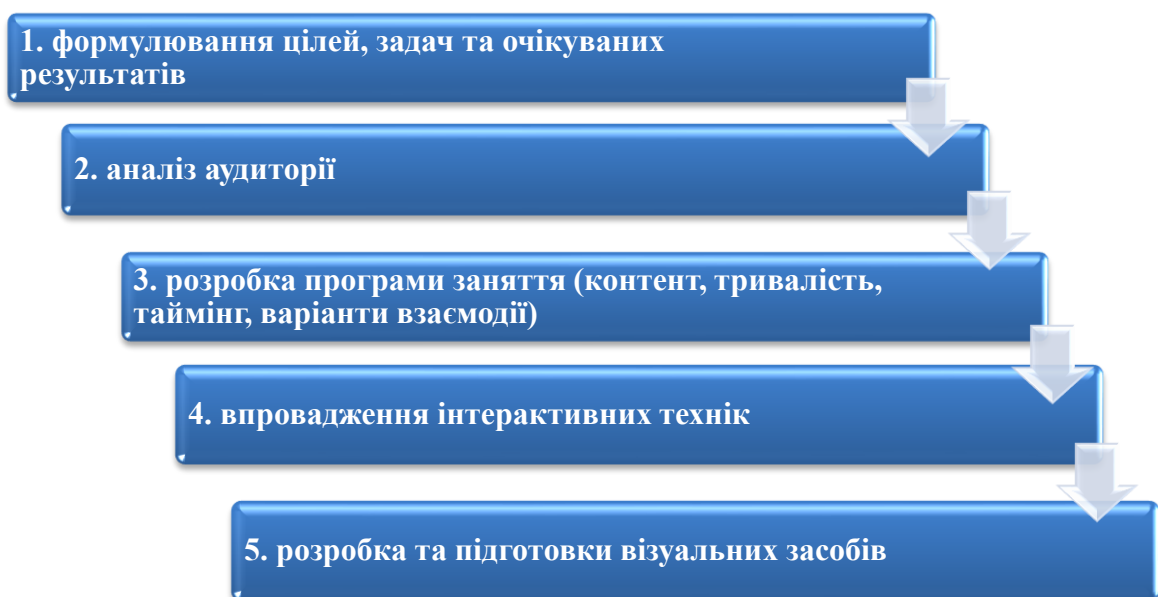 1. формулювання цілей, задач та очікуваних
результатів
2. аналіз аудиторії
3. розробка програми заняття (контент, тривалість,
таймінг, варіанти взаємодії)
4. впровадження інтерактивних технік
5. розробка та підготовки візуальних засобів